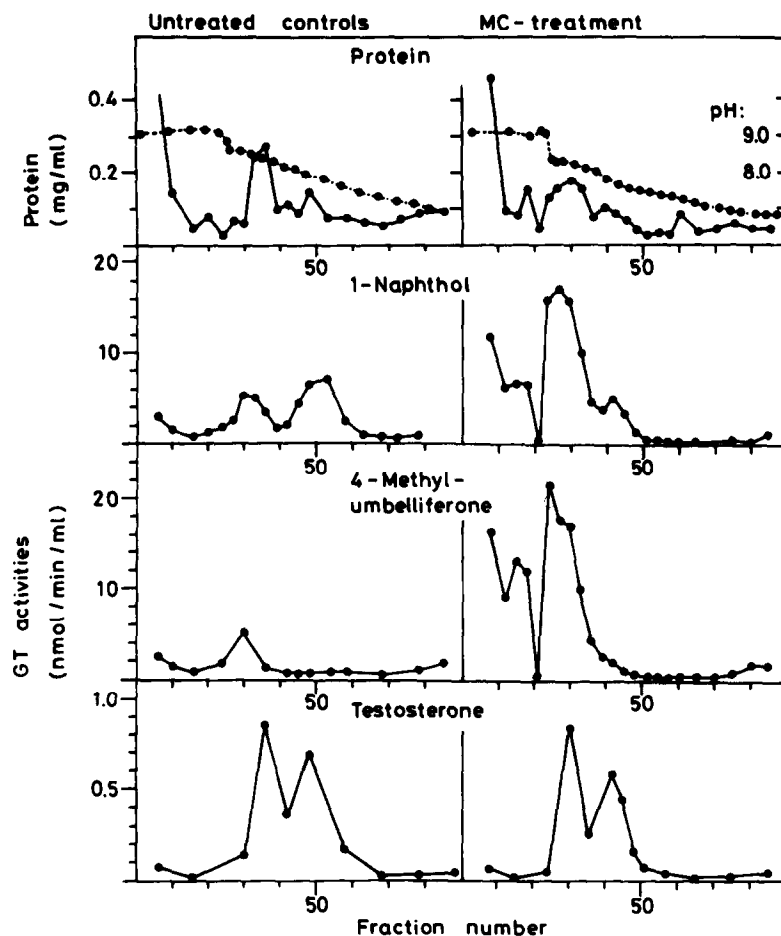 Untreated controls MC-treatment
Protein
0.4
0.2
Protein
(mg/ml)
pH:
9.0
8.0
50 50
20
10
1-Naphthol
50 50
4-Methyl-
umbelliferone
20
10
GT activities
(nmol/min/ml)
50 50
Testosterone
1.0
0.5
50 50
Fraction number